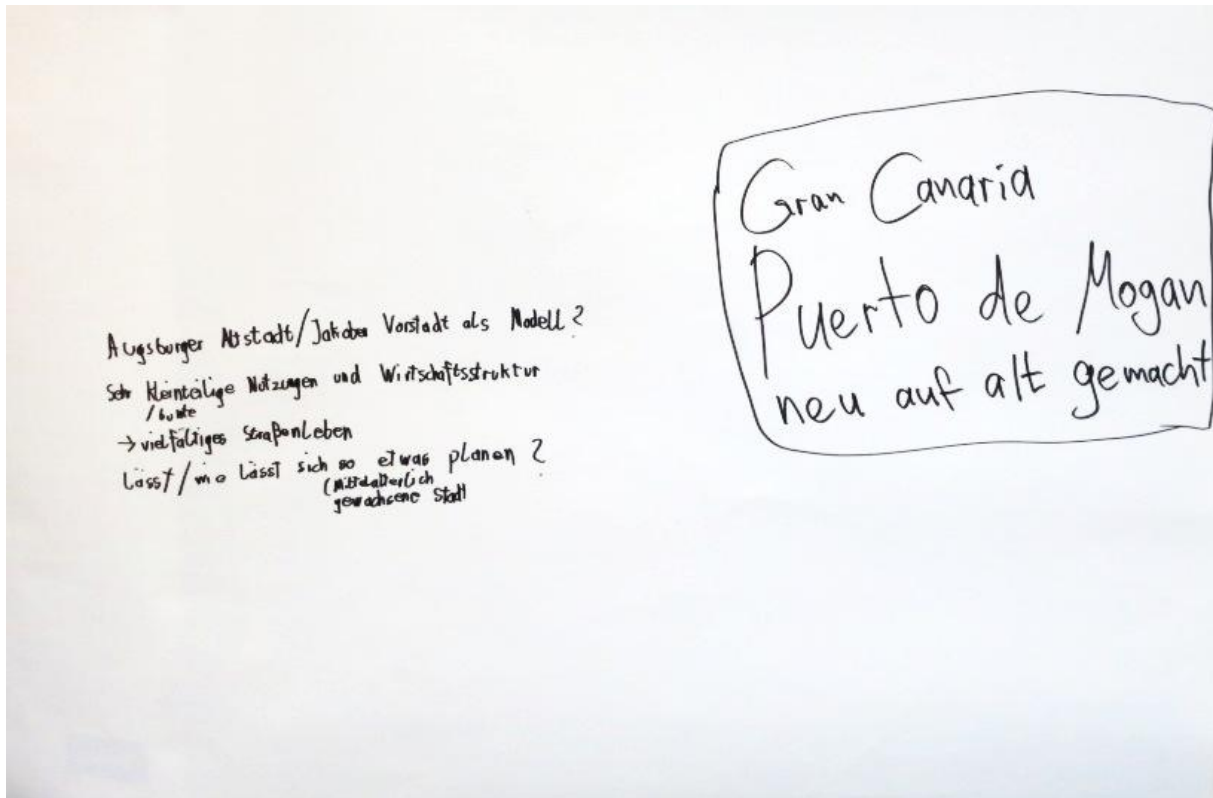 Augsburger Altstadt/Jakober Vorstadt als Modell?
Sehr kleinteilige Nutzungen und Wirtschaftsstruktur
/bunte
→ vielfältiges Straßenleben
Lässt/wie lässt sich so etwas planen?
(mittelalterlich
gewachsene Stadt
Gran Canaria
Puerto de Mogan
neu auf alt gemacht